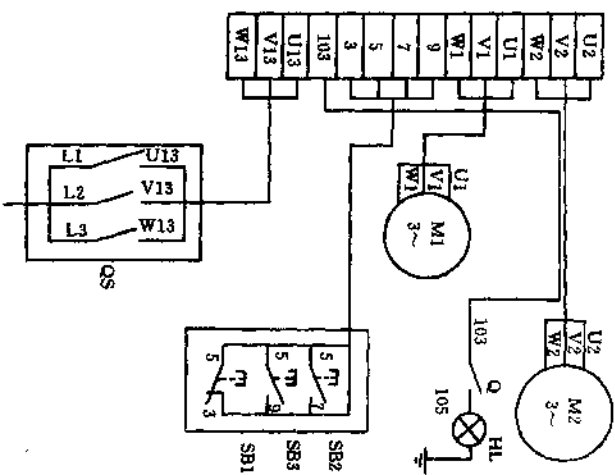 W13 V13 U13 103 3 5 7 9 W1 V1 U1 W2 V2 U2
L1 U13
L2 V13
L3 W13
QS
U1
V1
W1
M1
3~
U2
V2
W2
M2
3~
103
Q
105
HL
5 5 5
3 9 7
SB1 SB3 SB2